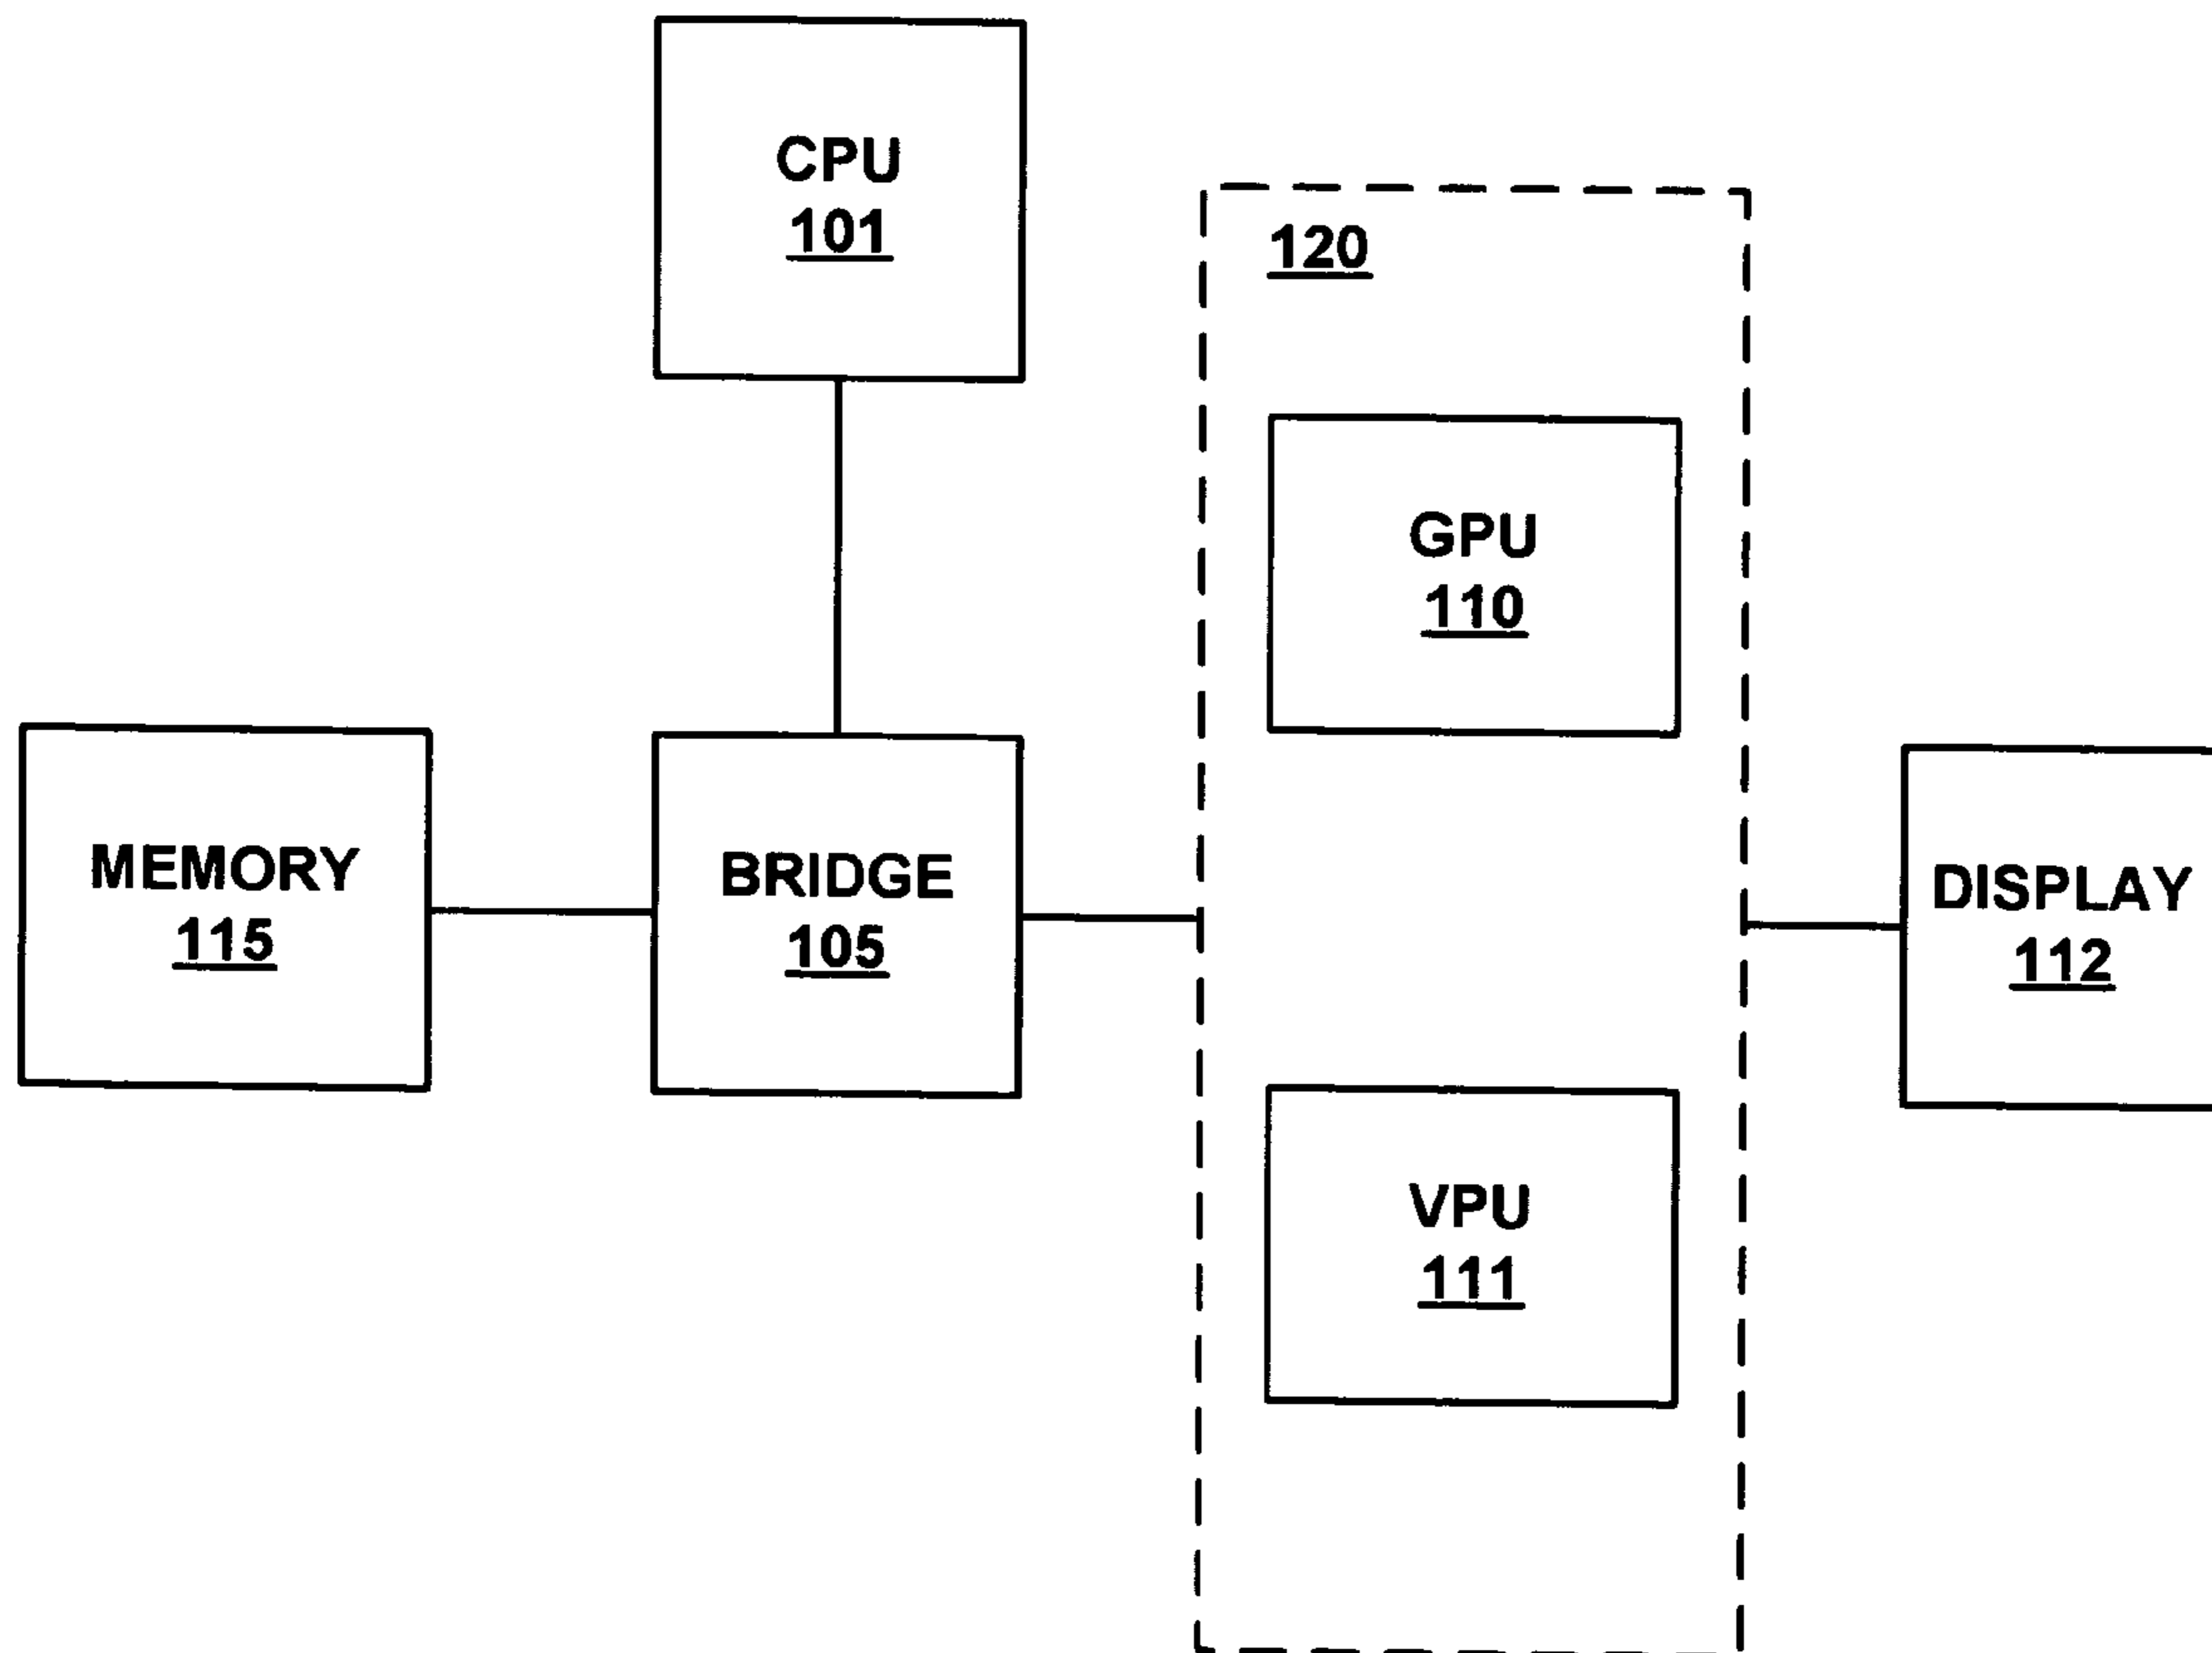 CPU
101
120
GPU
110
MEMORY
115
BRIDGE
105
DISPLAY
112
VPU
111